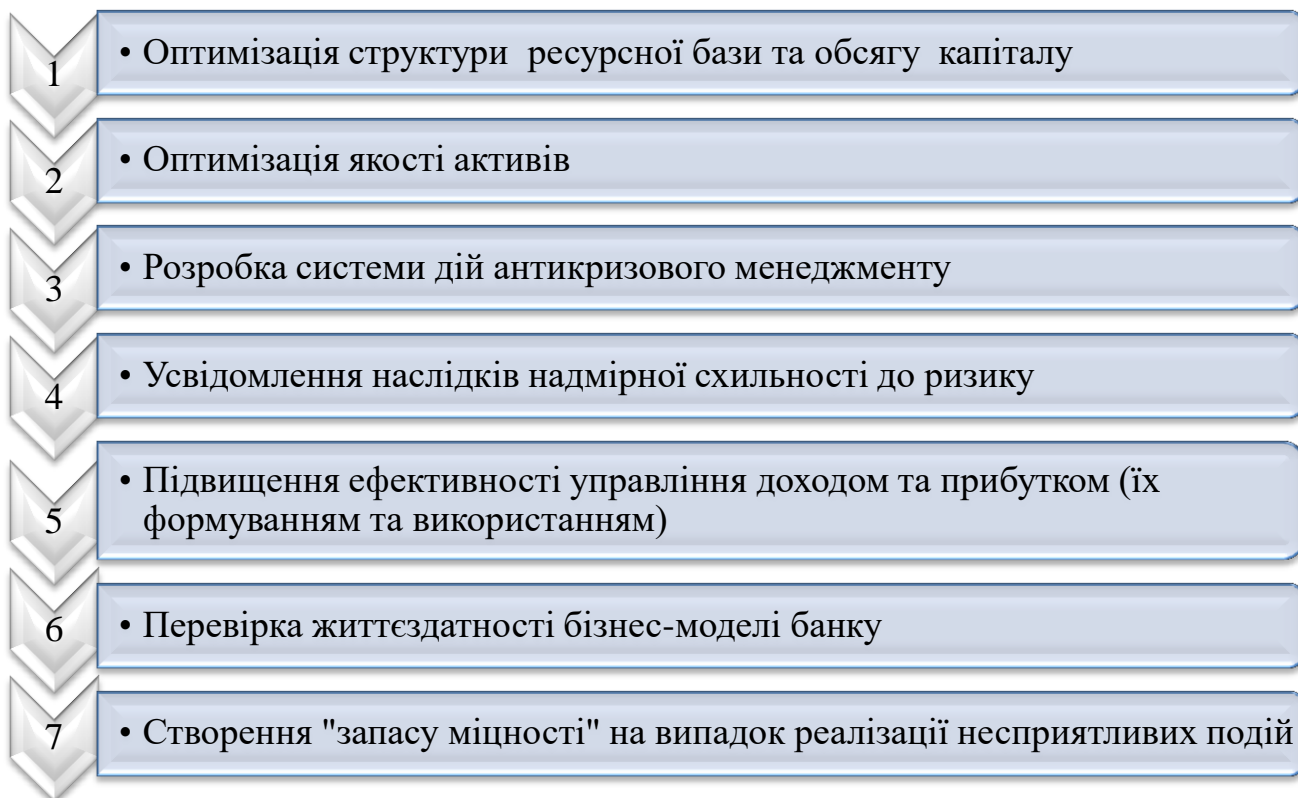 1
• Оптимізація структури ресурсної бази та обсягу капіталу
2
• Оптимізація якості активів
3
• Розробка системи дій антикризового менеджменту
4
• Усвідомлення наслідків надмірної схильності до ризику
5
• Підвищення ефективності управління доходом та прибутком (їх
формуванням та використанням)
6
• Перевірка життєздатності бізнес-моделі банку
7
• Створення "запасу міцності" на випадок реалізації несприятливих подій